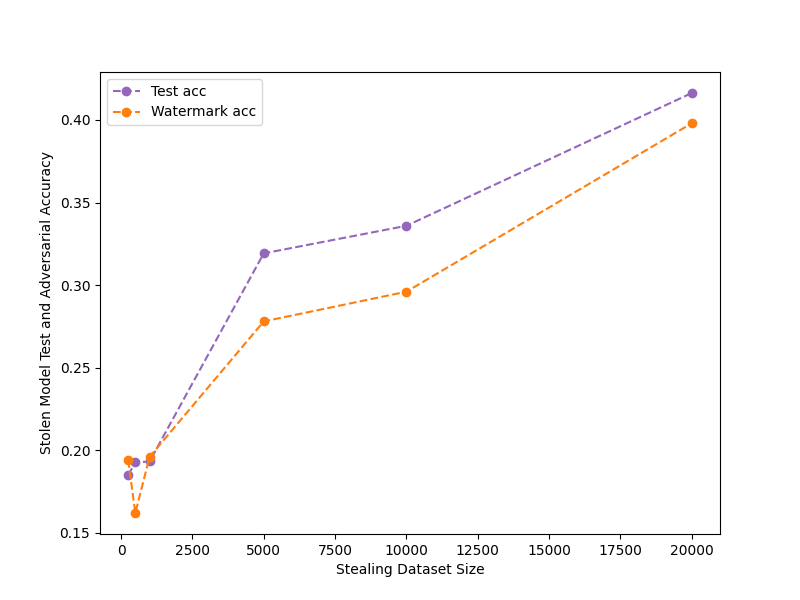 Test acc
Watermark acc
0.40
0.35
0.30
0.25
0.20
0.15
Stolen Model Test and Adversarial Accuracy
0 2500 5000 7500 10000 12500 15000 17500 20000
Stealing Dataset Size